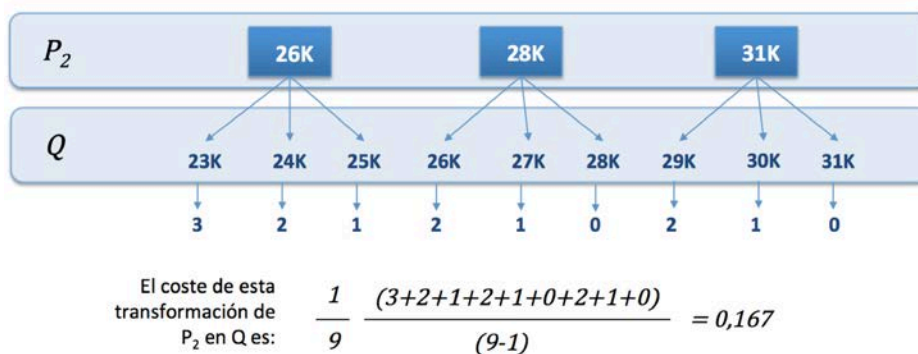 P2 26K 28K 31K
Q 23K 24K 25K 26K 27K 28K 29K 30K 31K
3 2 1 2 1 0 2 1 0
El coste de esta
transformación de
P2 en Q es:
1 (3+2+1+2+1+0+2+1+0)
= 0,167
9 (9-1)